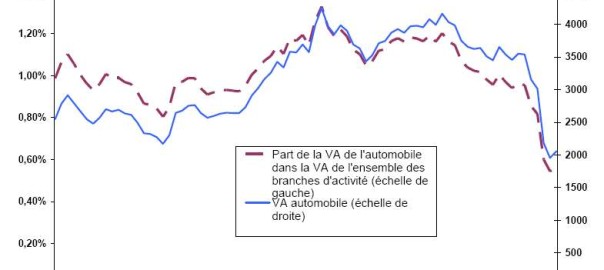 1,20%
1,00%
0,80%
0,60%
0,40%
0,20%
4000
3500
3000
2500
2000
1500
1000
500
Part de la VA de l'automobile
dans la VA de l'ensemble des
branches d'activité (échelle de
gauche)
VA automobile (échelle de
droite)